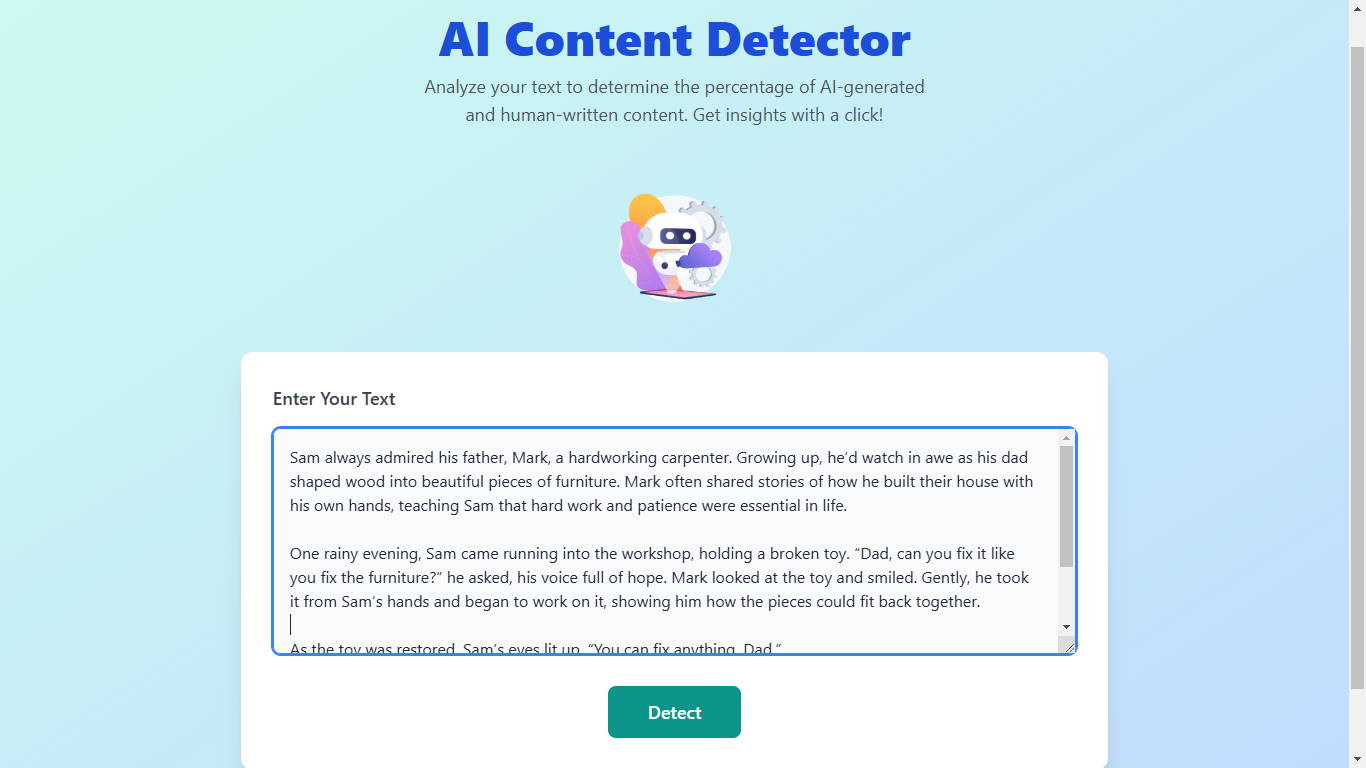 AI Content Detector
Analyze your text to determine the percentage of AI-generated
and human-written content. Get insights with a click!
Enter Your Text
Sam always admired his father, Mark, a hardworking carpenter. Growing up, he’d watch in awe as his dad
shaped wood into beautiful pieces of furniture. Mark often shared stories of how he built their house with
his own hands, teaching Sam that hard work and patience were essential in life.
One rainy evening, Sam came running into the workshop, holding a broken toy. “Dad, can you fix it like
you fix the furniture?” he asked, his voice full of hope. Mark looked at the toy and smiled. Gently, he took
it from Sam’s hands and began to work on it, showing him how the pieces could fit back together.
As the toy was restored, Sam’s eyes lit up. “You can fix anything, Dad.”
Detect